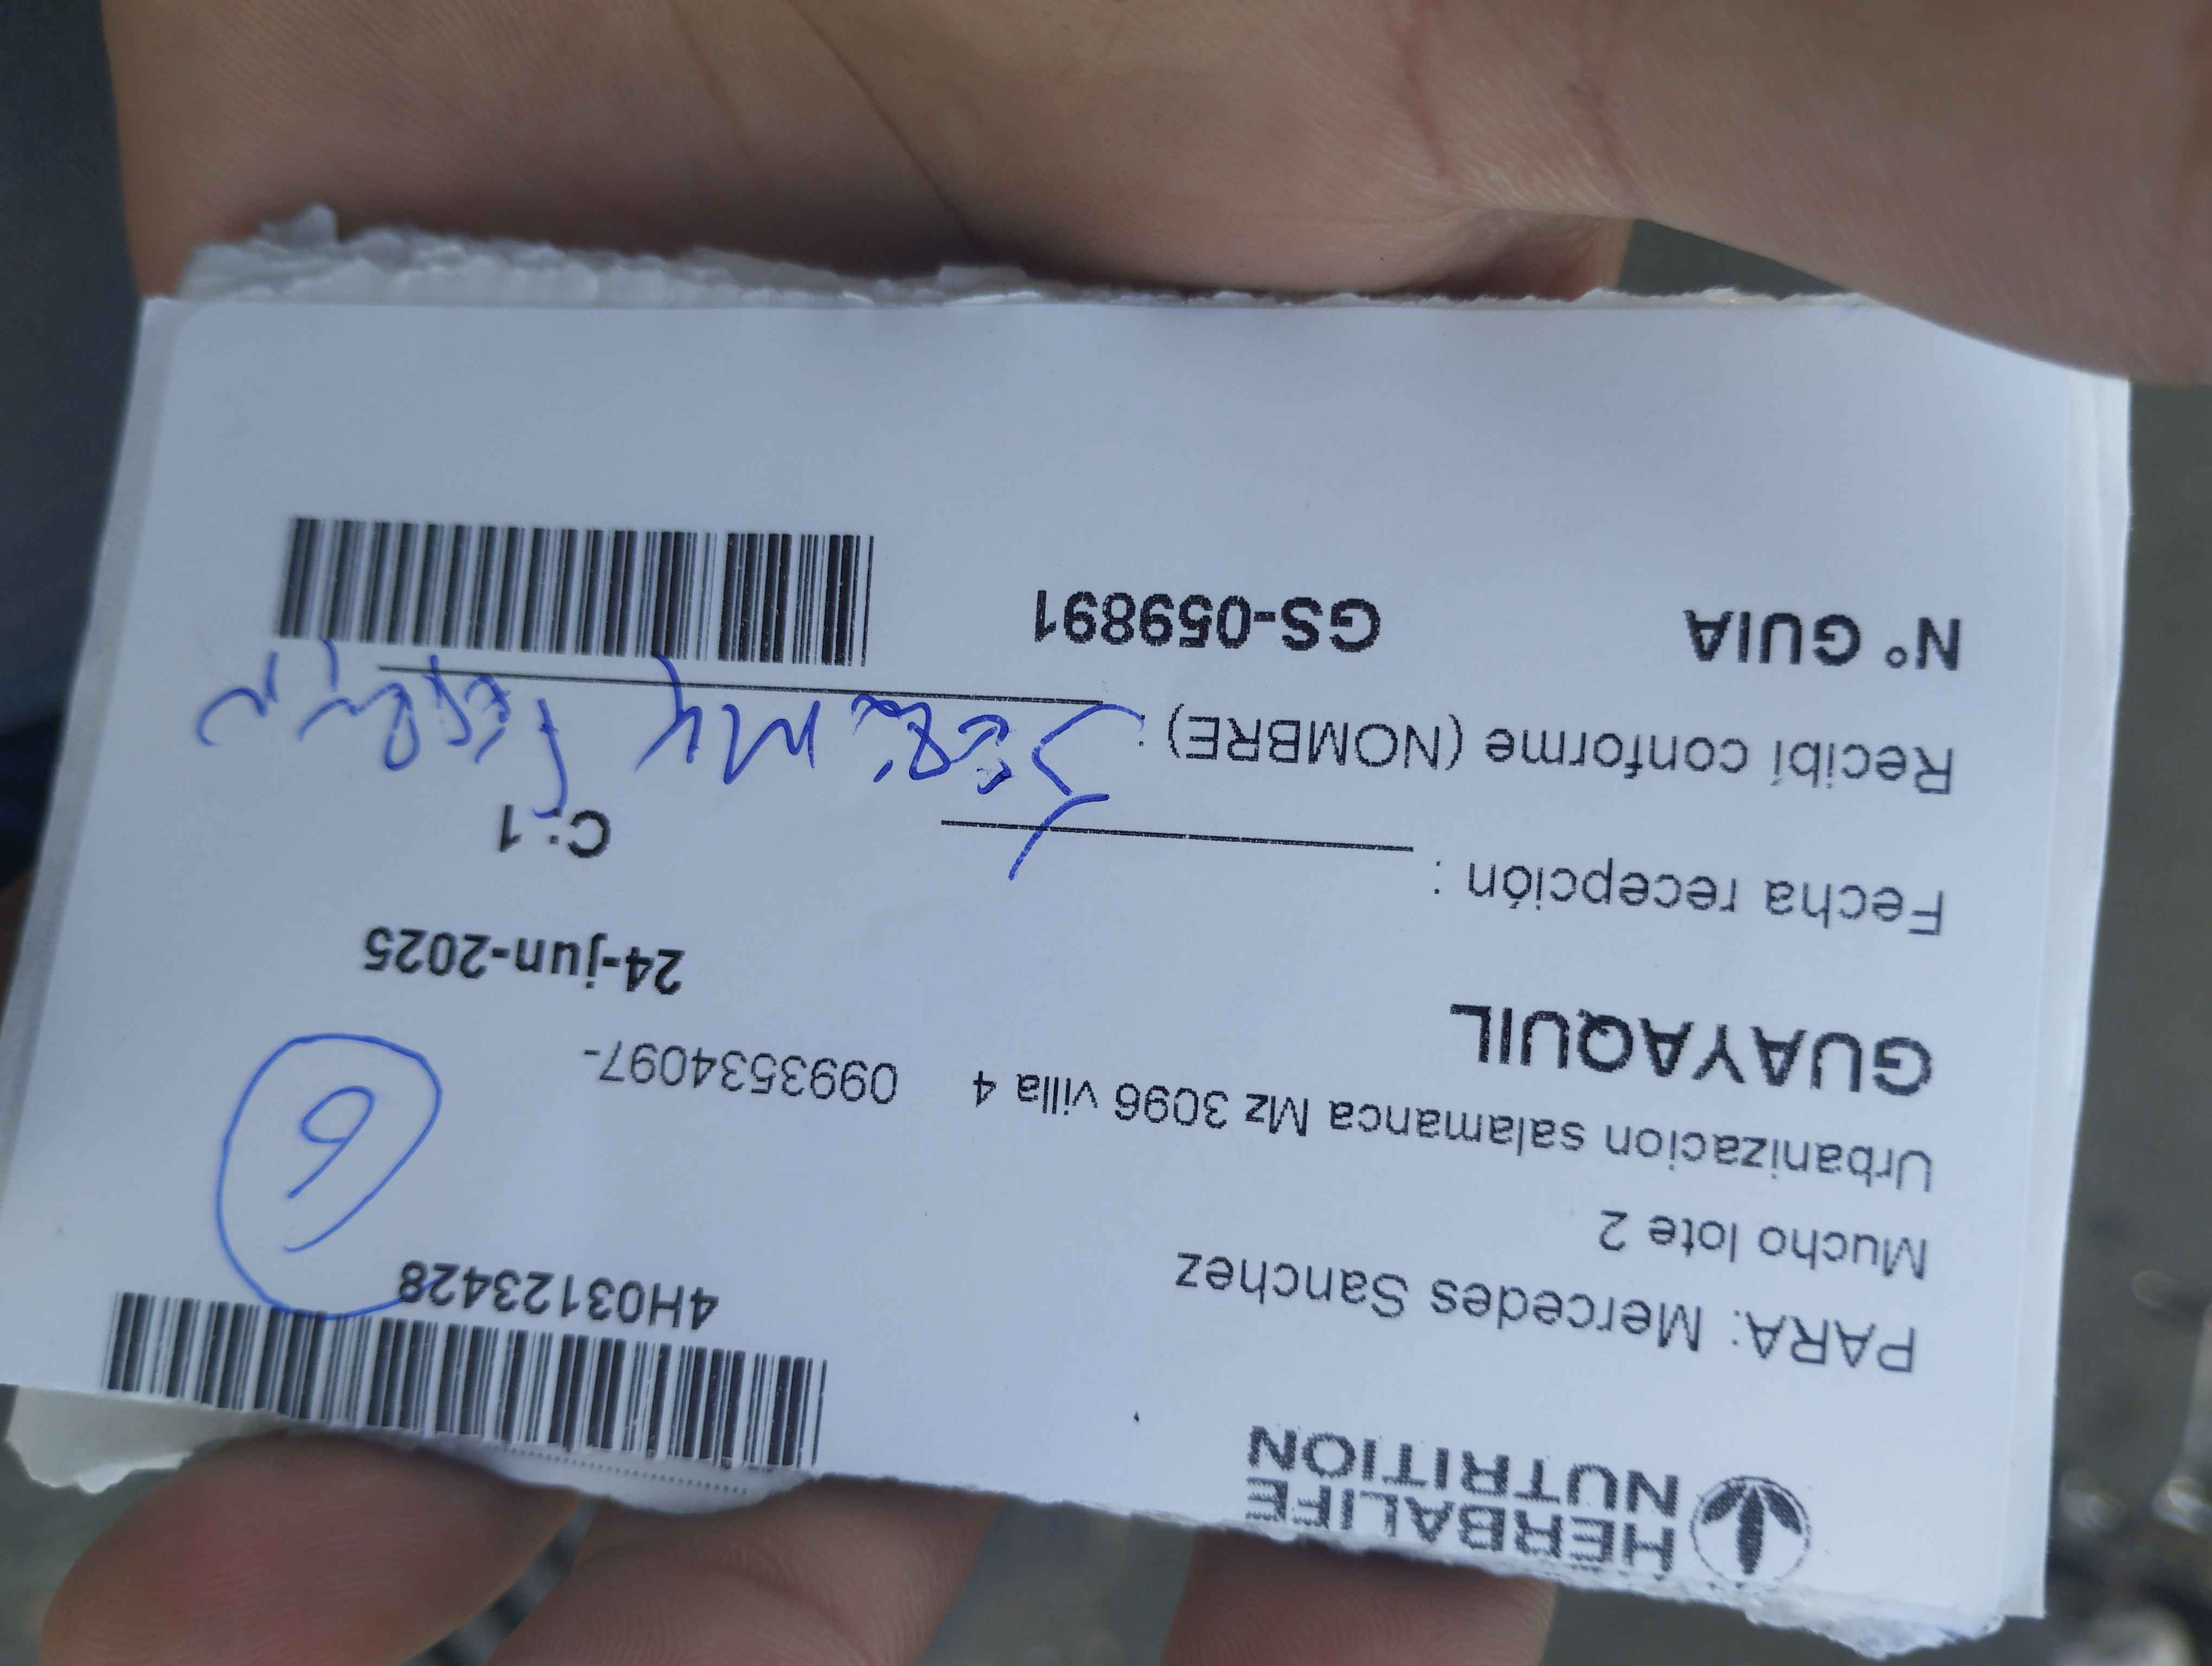 HERBALIFE
NUTRITION
4H03123428
PARA: Mercedes Sanchez
Mucho lote 2
6
Urbanizacion salamanca Mz 3096 villa 4 0993534097-
GUAYAQUIL
24-jun-2025
Fecha recepción :
C: 1
Recibí conforme (NOMBRE) :
N° GUIA GS-059891